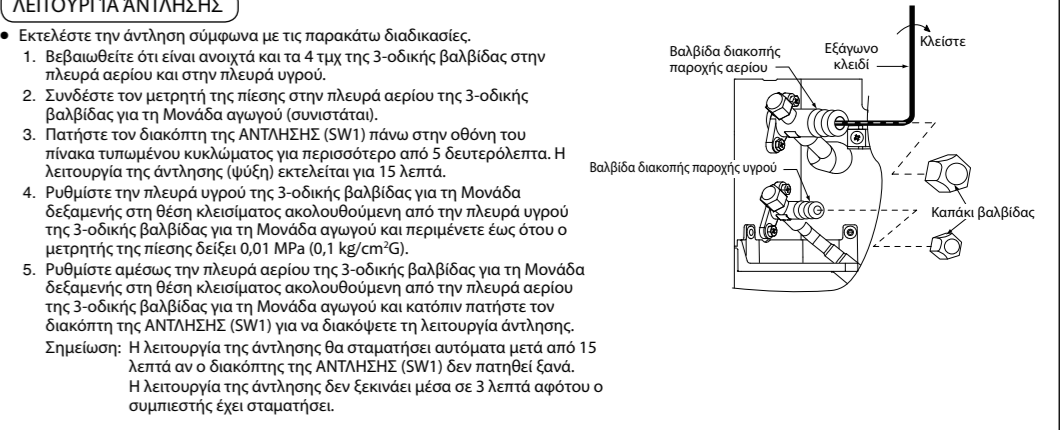 ΛΕΙΤΟΥΡΓΙΑ ΑΝΤΛΗΣΗΣ
● Εκτελέστε την άντληση σύμφωνα με τις παρακάτω διαδικασίες.
1. Βεβαιωθείτε ότι είναι ανοιχτά και τα 4 τμχ της 3-οδικής βαλβίδας στην
πλευρά αερίου και στην πλευρά υγρού.
2. Συνδέστε τον μετρητή της πίεσης στην πλευρά αερίου της 3-οδικής
βαλβίδας για τη Μονάδα αγωγού (συνιστάται).
3. Πατήστε τον διακόπτη της ΑΝΤΛΗΣΗΣ (SW1) πάνω στην οθόνη του
πίνακα τυπωμένου κυκλώματος για περισσότερο από 5 δευτερόλεπτα. Η
λειτουργία της άντλησης (ψύξη) εκτελείται για 15 λεπτά.
4. Ρυθμίστε την πλευρά υγρού της 3-οδικής βαλβίδας για τη Μονάδα
δεξαμενής στη θέση κλεισίματος ακολουθούμενη από την πλευρά υγρού
της 3-οδικής βαλβίδας για τη Μονάδα αγωγού και περιμένετε έως ότου ο
μετρητής της πίεσης δείξει 0,01 MPa (0,1 kg/cm²G).
5. Ρυθμίστε αμέσως την πλευρά αερίου της 3-οδικής βαλβίδας για τη Μονάδα
δεξαμενής στη θέση κλεισίματος ακολουθούμενη από την πλευρά αερίου
της 3-οδικής βαλβίδας για τη Μονάδα αγωγού και κατόπιν πατήστε τον
διακόπτη της ΑΝΤΛΗΣΗΣ (SW1) για να διακόψετε τη λειτουργία άντλησης.
Σημείωση: Η λειτουργία της άντλησης θα σταματήσει αυτόματα μετά από 15
λεπτά αν ο διακόπτης της ΑΝΤΛΗΣΗΣ (SW1) δεν πατηθεί ξανά.
Η λειτουργία της άντλησης δεν ξεκινάει μέσα σε 3 λεπτά αφότου ο
συμπιεστής έχει σταματήσει.
Βαλβίδα διακοπής
παροχής αερίου
Εξάγωνο
κλειδί
Κλείστε
Βαλβίδα διακοπής παροχής υγρού
Καπάκι βαλβίδας